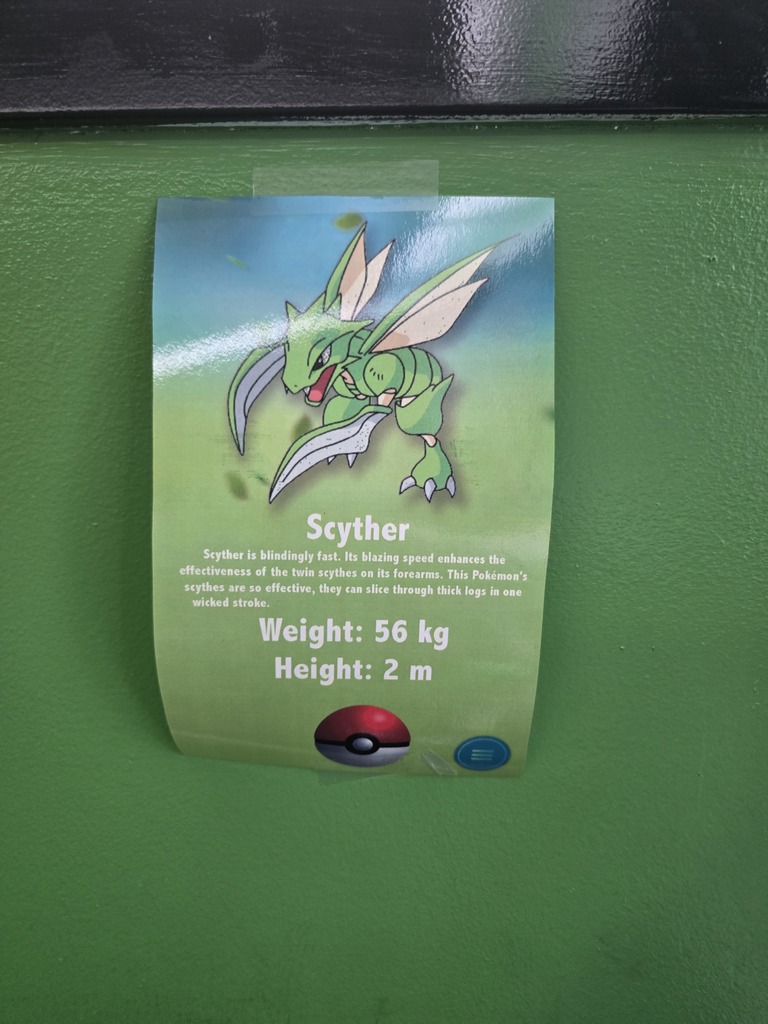 Scyther
Scyther is blindingly fast. Its blazing speed enhances the
effectiveness of the twin scythes on its forearms. This Pokémon's
scythes are so effective, they can slice through thick logs in one
wicked stroke.
Weight: 56 kg
Height: 2 m